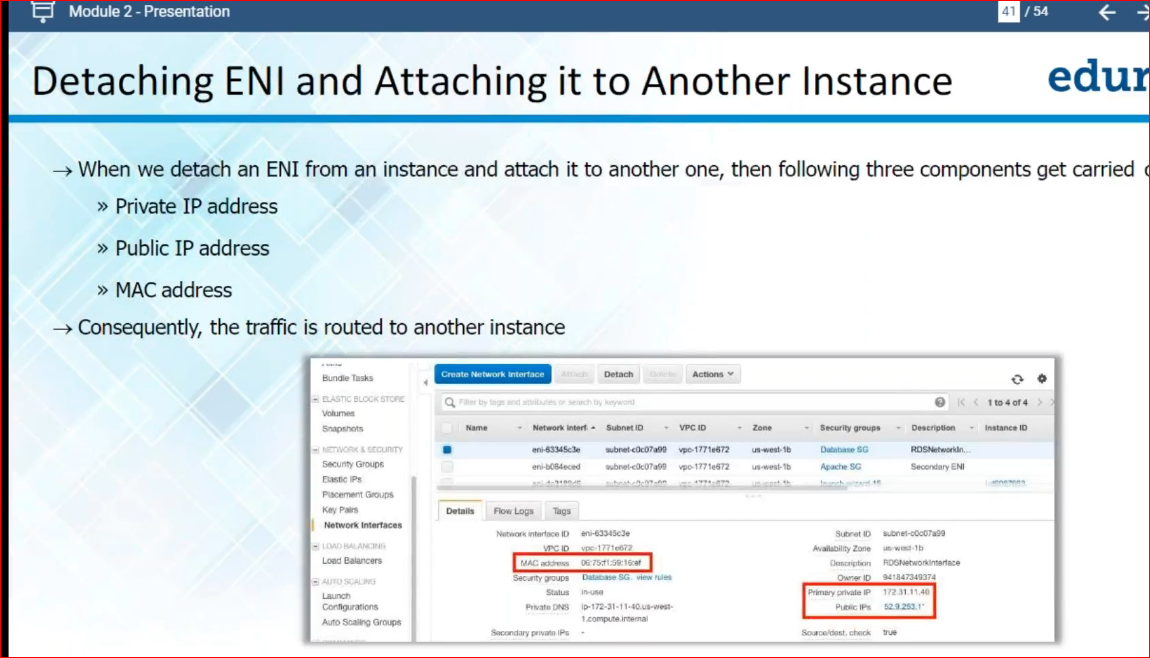 Module 2 - Presentation
41 / 54
Detaching ENI and Attaching it to Another Instance
edur
→ When we detach an ENI from an instance and attach it to another one, then following three components get carried
» Private IP address
» Public IP address
» MAC address
→ Consequently, the traffic is routed to another instance
Bundle Tasks
ELASTIC BLOCK STORE
Volumes
Snapshots
NETWORK & SECURITY
Security Groups
Elastic IPs
Placement Groups
Key Pairs
Network Interfaces
LOAD BALANCING
Load Balancers
AUTO SCALING
Launch
Configurations
Auto Scaling Groups
Create Network Interface Attach Detach Delete Actions
Filter by tags and attributes or search by keyword
1 to 4 of 4
Name Network interf Subnet ID VPC ID Zone Security groups Description Instance ID
eni-63345c3e subnet-c0c07a99 vpc-1771e672 us-west-1b Database SG RDSNetworkIn...
eni-b084eced subnet-c0c07a99 vpc-1771e672 us-west-1b Apache SG Secondary ENI
Details Flow Logs Tags
Network interface ID eni-63345c3e
VPC ID vpc-1771e672
MAC address 06:75:f1:59:16:ef
Security groups Database SG. view rules
Status in-use
Private DNS ip-172-31-11-40.us-west-
1.compute.internal
Secondary private IPs -
Subnet ID subnet-c0c07a99
Availability Zone us-west-1b
Description RDSNetworkInterface
Owner ID 941847349374
Primary private IP 172.31.11.40
Public IPs 52.9.253.1*
Source/dest. check true